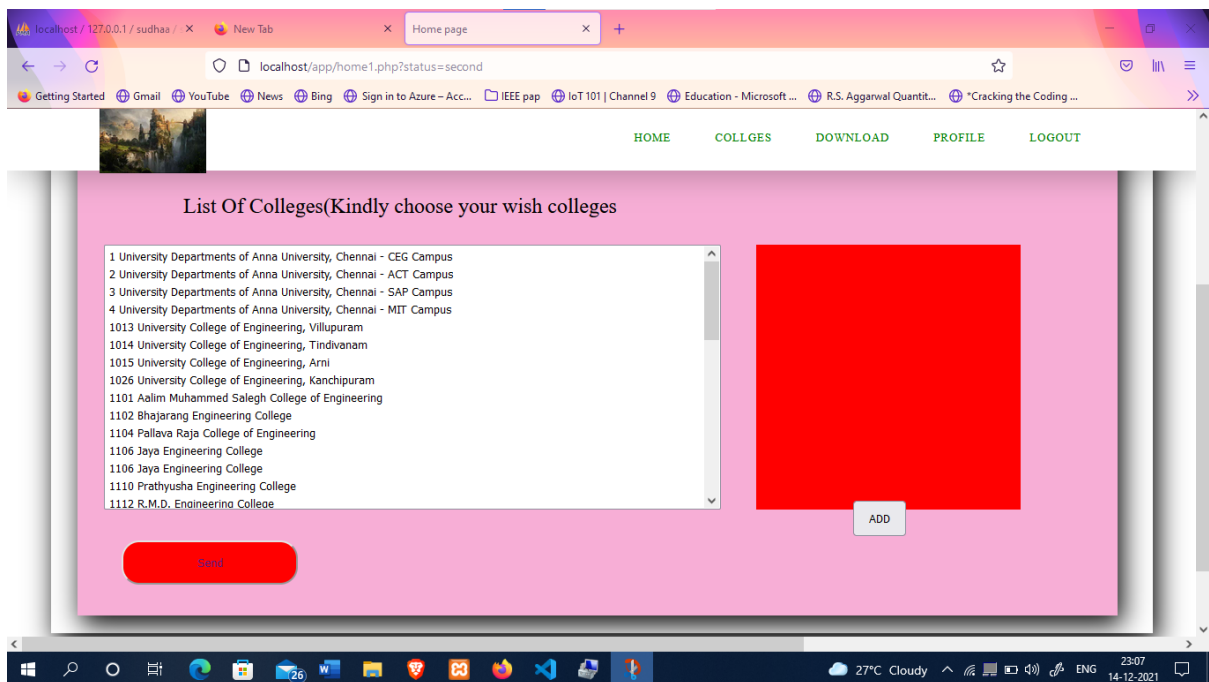 localhost / 127.0.0.1 / sudhaa /
New Tab
Home page
localhost/app/home1.php?status=second
Getting Started Gmail YouTube News Bing Sign in to Azure – Acc... IEEE pap IoT 101 | Channel 9 Education - Microsoft ... R.S. Aggarwal Quantit... *Cracking the Coding ...
HOME COLLGES DOWNLOAD PROFILE LOGOUT
List Of Colleges(Kindly choose your wish colleges
1 University Departments of Anna University, Chennai - CEG Campus
2 University Departments of Anna University, Chennai - ACT Campus
3 University Departments of Anna University, Chennai - SAP Campus
4 University Departments of Anna University, Chennai - MIT Campus
1013 University College of Engineering, Villupuram
1014 University College of Engineering, Tindivanam
1015 University College of Engineering, Arni
1026 University College of Engineering, Kanchipuram
1101 Aalim Muhammed Salegh College of Engineering
1102 Bhajarang Engineering College
1104 Pallava Raja College of Engineering
1106 Jaya Engineering College
1106 Jaya Engineering College
1110 Prathyusha Engineering College
1112 R.M.D. Engineering College
ADD
Send
26
27°C Cloudy ENG 23:07
14-12-2021